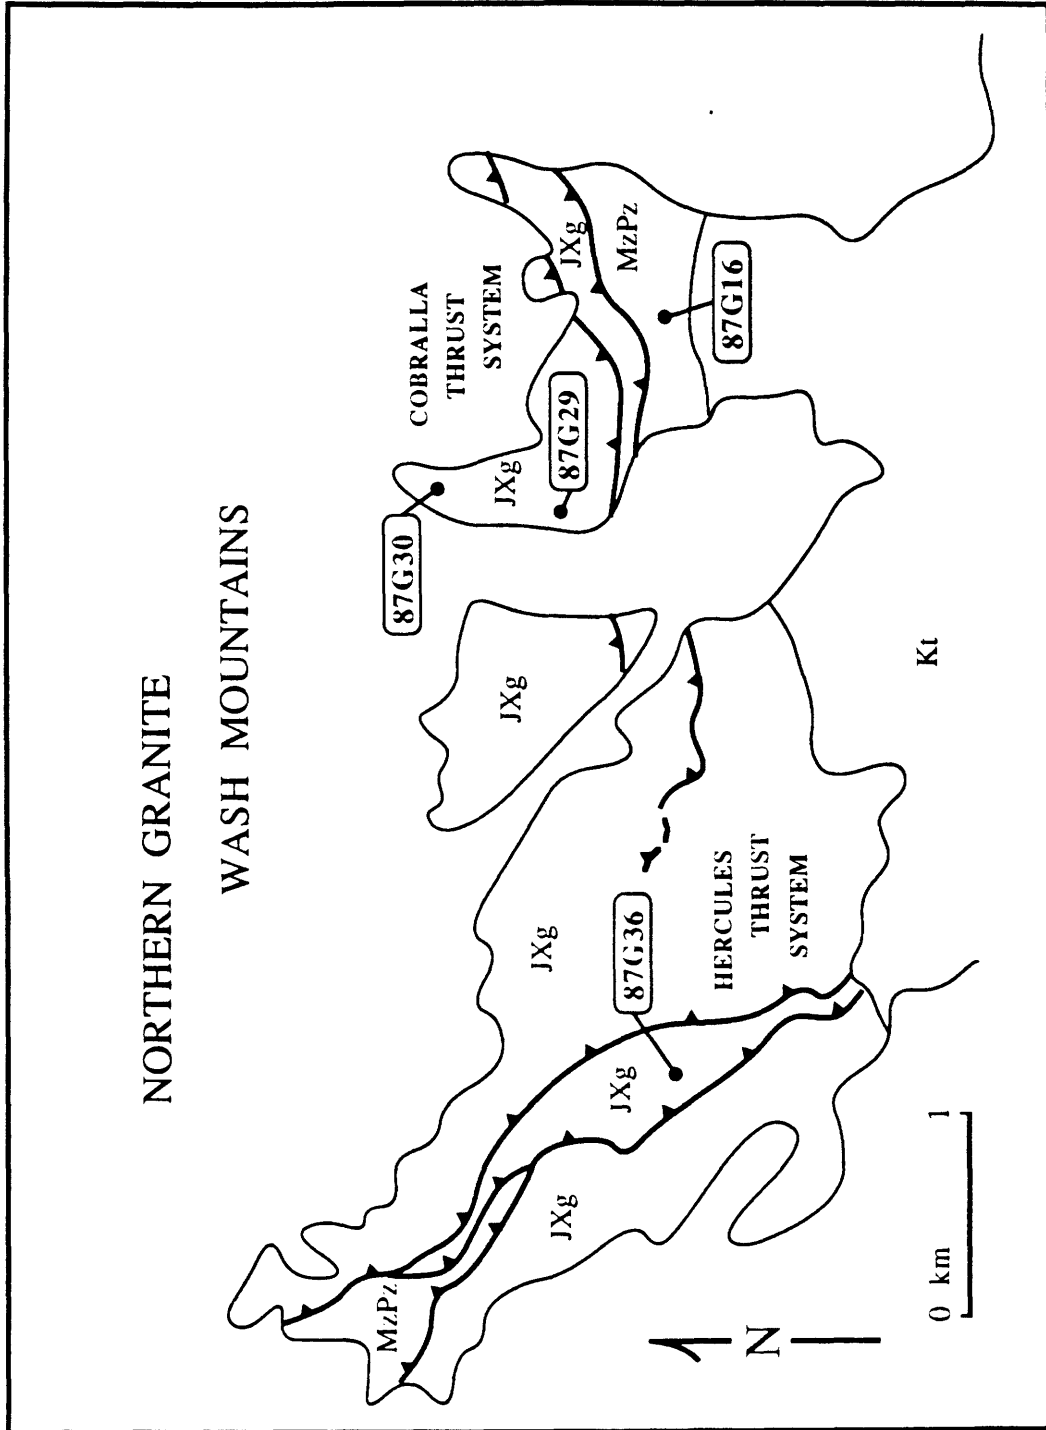 NORTHERN GRANITE
WASH MOUNTAINS
COBRALLA
THRUST
SYSTEM
87G30
JXg
87G29
JXg
MzPz
87G16
JXg
JXg
87G36
HERCULES
THRUST
SYSTEM
JXg
JXg
MzPz
Kt
N
0 km 1